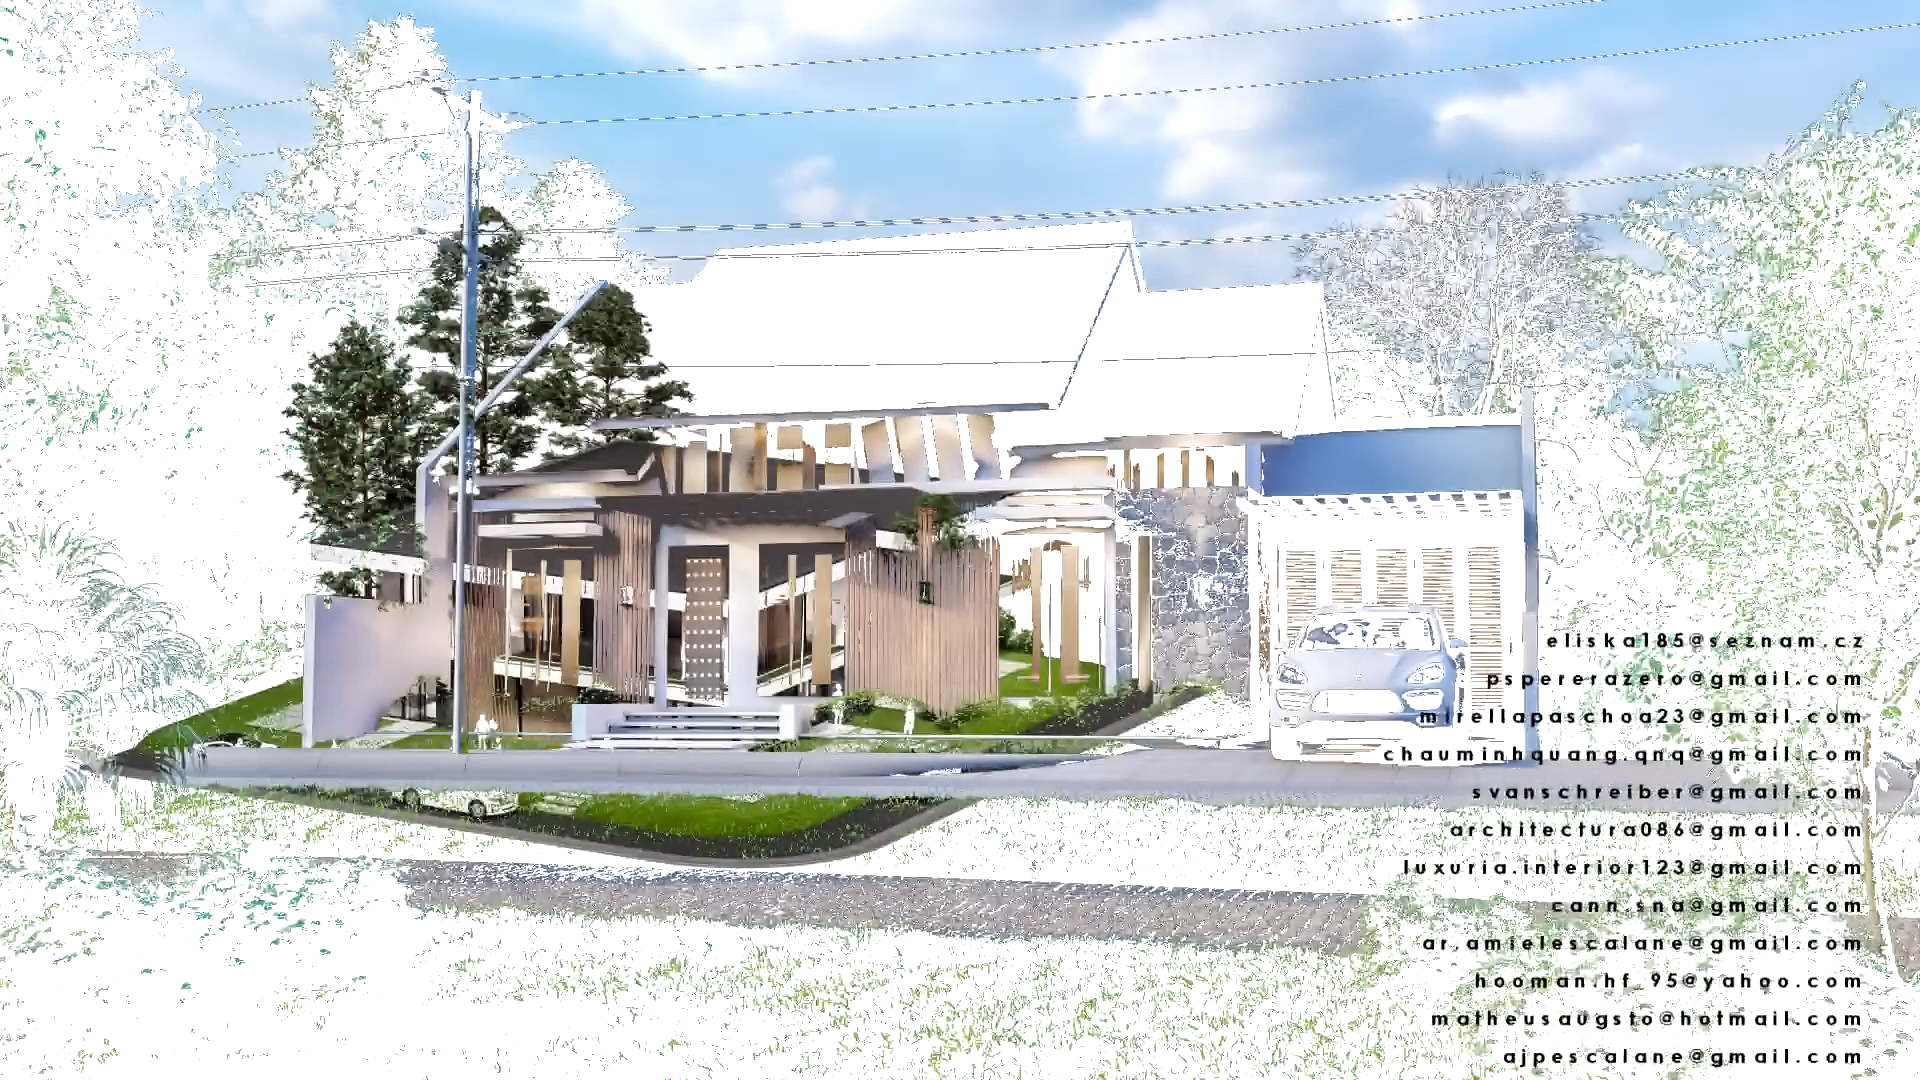 eliska185@seznam.cz
pspererazero@gmail.com
mirellapaschoa23@gmail.com
chauminhquang.qnq@gmail.com
svanschreiber@gmail.com
architectura086@gmail.com
luxuria.interior123@gmail.com
cann.sna@gmail.com
ar.amielescalane@gmail.com
hooman.hf_95@yahoo.com
matheusaugsto@hotmail.com
ajpescalane@gmail.com